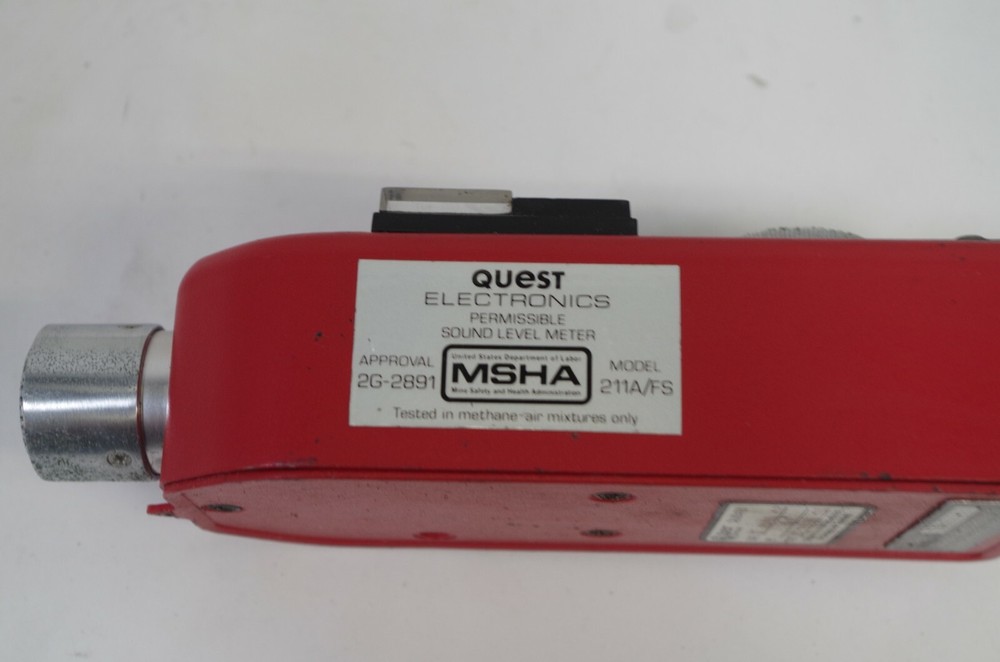 QUeST
ELECTRONICS
PERMISSIBLE
SOUND LEVEL METER
APPROVAL
2G-2891
United States Department of Labor
MSHA
Mine Safety and Health Administration
MODEL
211A/FS
Tested in methane-air mixtures only